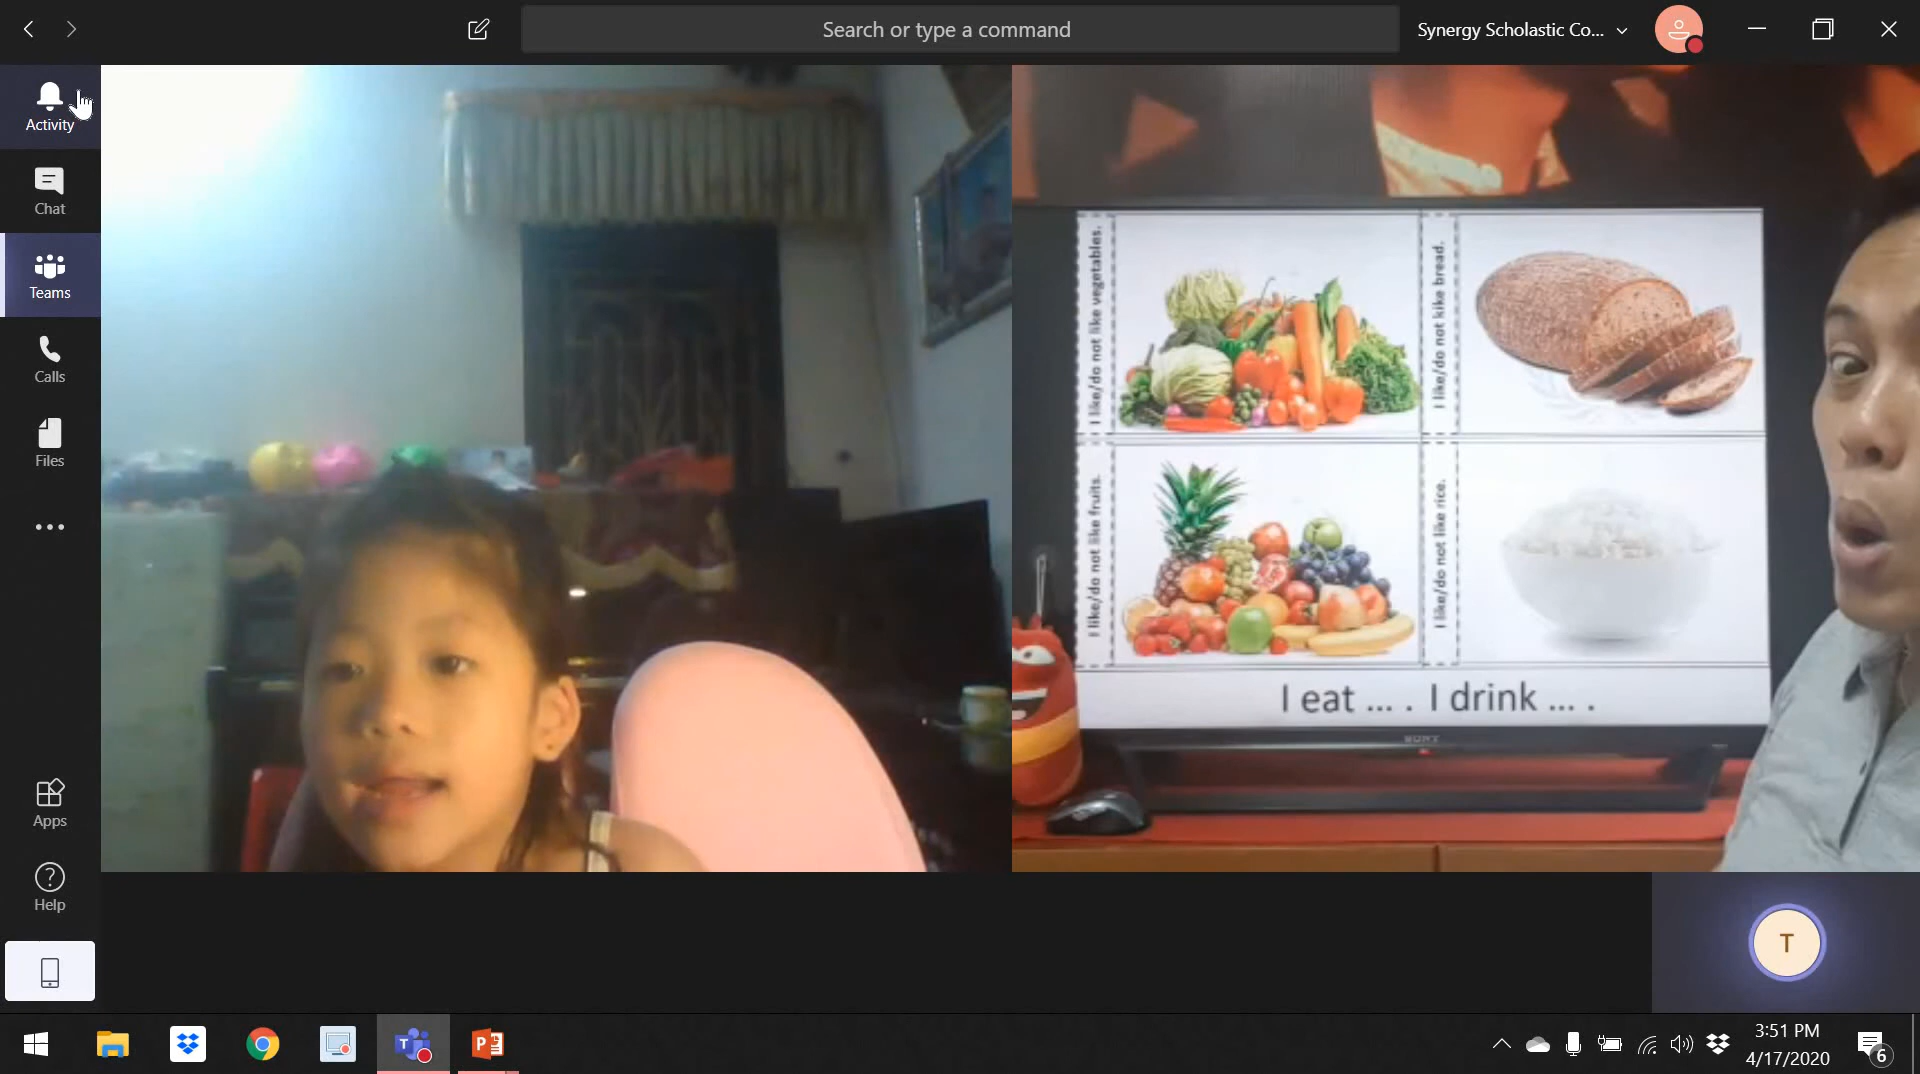 Search or type a command
Synergy Scholastic Co...
Activity
Chat
Teams
Calls
Files
Apps
Help
I like/do not like vegetables.
I like/do not kike bread.
I like/do not like fruits.
I like/do not like rice.
I eat ... . I drink ... .
SONY
T
T
P
3:51 PM
4/17/2020
6